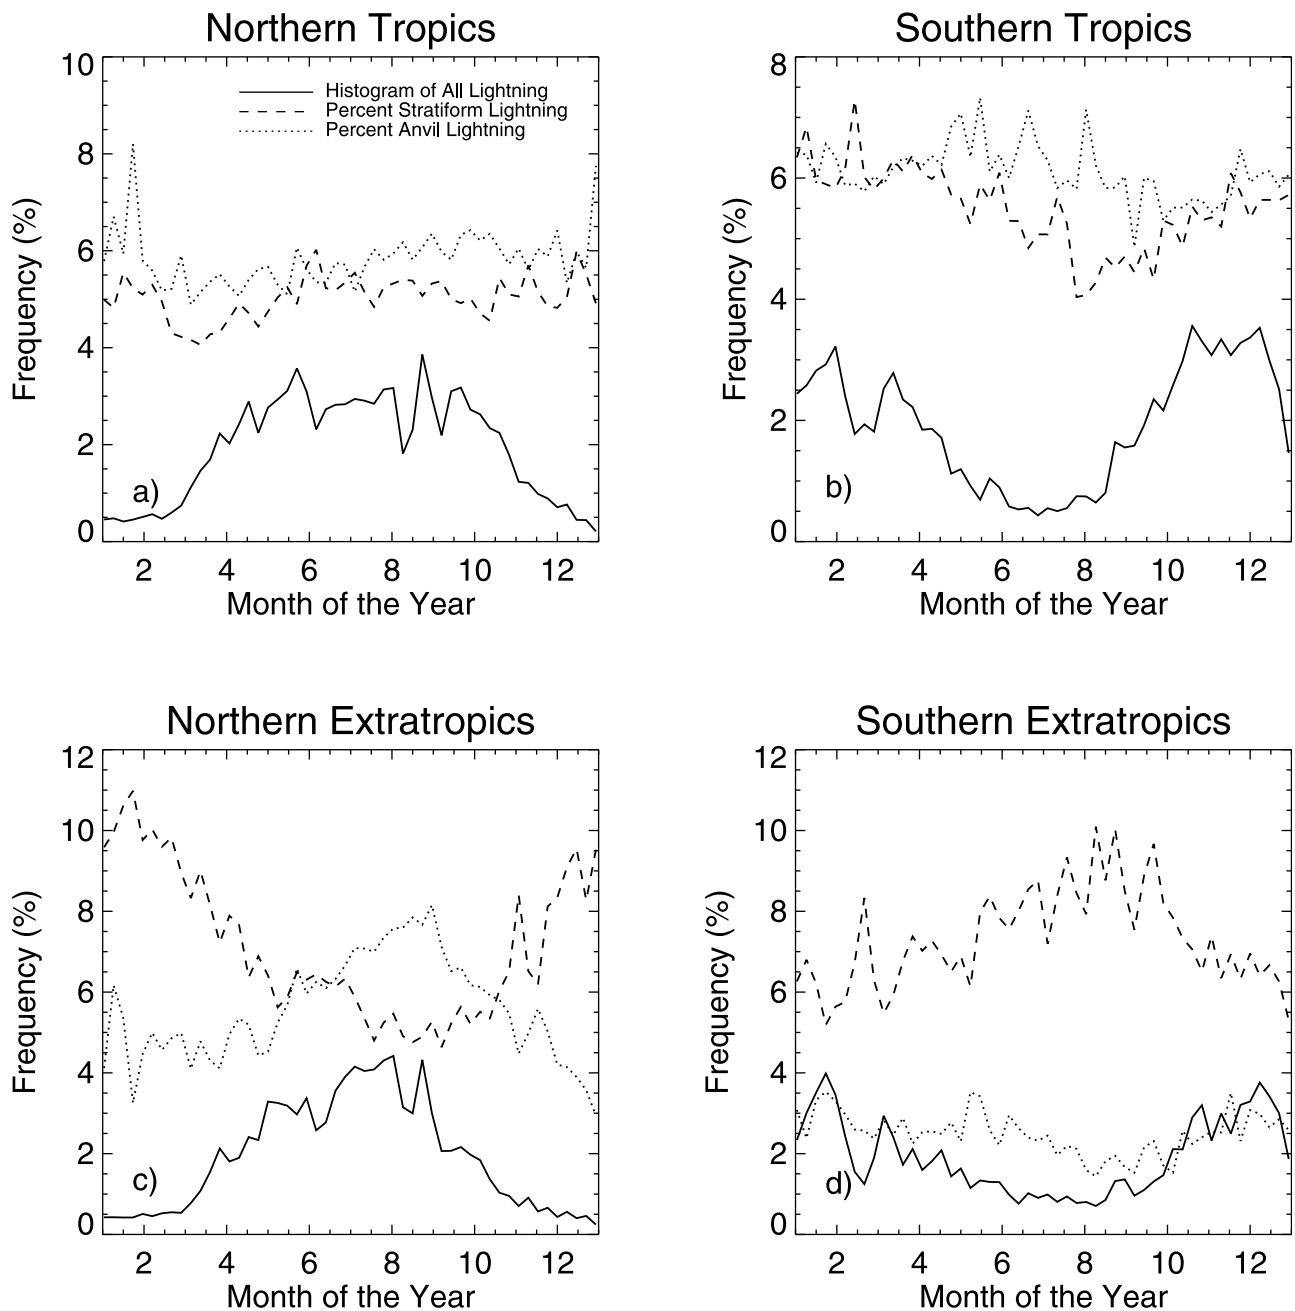 Northern Tropics
10
8
6
4
2
0
Frequency (%)
Histogram of All Lightning
Percent Stratiform Lightning
Percent Anvil Lightning
a)
2 4 6 8 10 12
Month of the Year
Southern Tropics
8
6
4
2
0
Frequency (%)
b)
2 4 6 8 10 12
Month of the Year
Northern Extratropics
12
10
8
6
4
2
0
Frequency (%)
c)
2 4 6 8 10 12
Month of the Year
Southern Extratropics
12
10
8
6
4
2
0
Frequency (%)
d)
2 4 6 8 10 12
Month of the Year